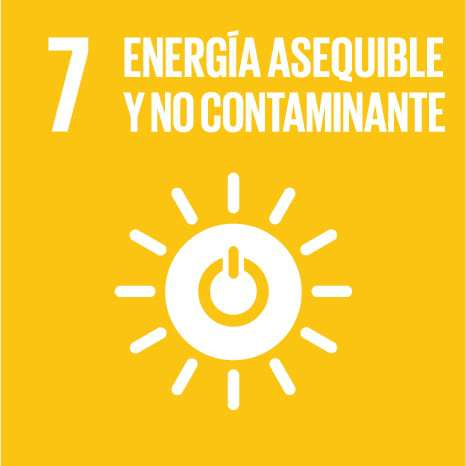 7 ENERGÍA ASEQUIBLE
Y NO CONTAMINANTE